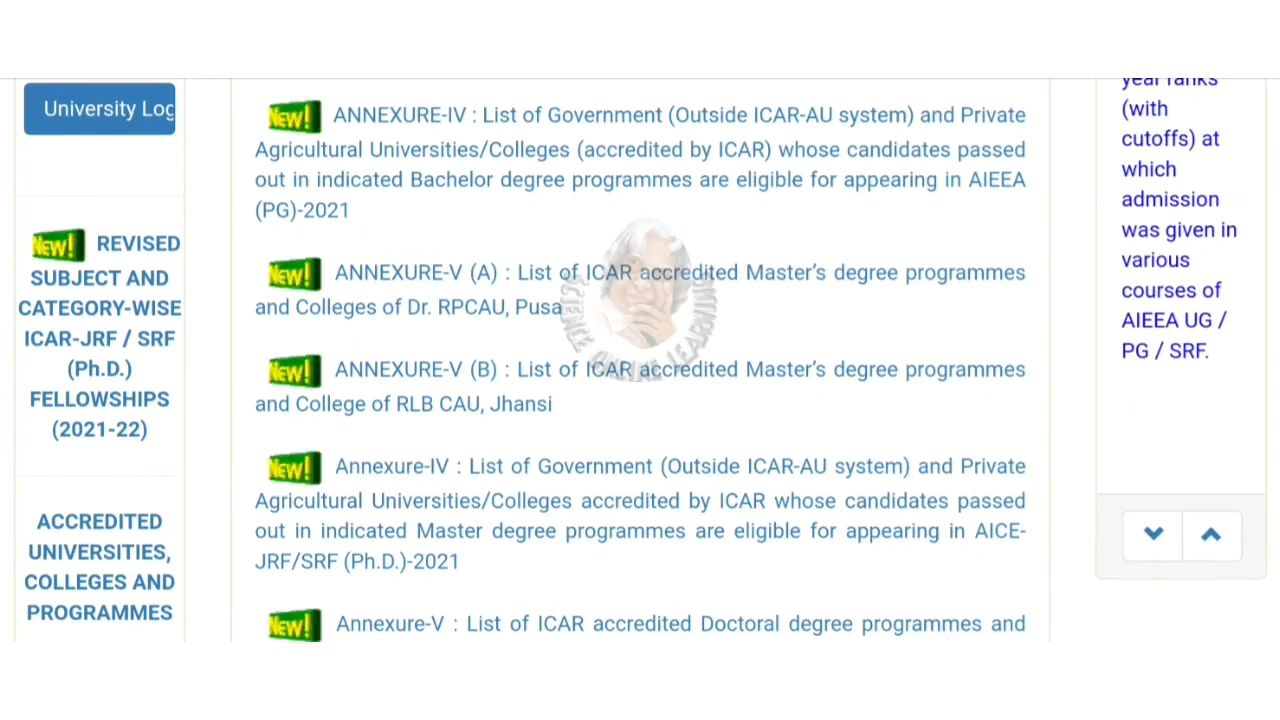 University Log
NEW! REVISED
SUBJECT AND
CATEGORY-WISE
ICAR-JRF / SRF
(Ph.D.)
FELLOWSHIPS
(2021-22)
ACCREDITED
UNIVERSITIES,
COLLEGES AND
PROGRAMMES
NEW! ANNEXURE-IV : List of Government (Outside ICAR-AU system) and Private
Agricultural Universities/Colleges (accredited by ICAR) whose candidates passed
out in indicated Bachelor degree programmes are eligible for appearing in AIEEA
(PG)-2021
NEW! ANNEXURE-V (A) : List of ICAR accredited Master’s degree programmes
and Colleges of Dr. RPCAU, Pusa
NEW! ANNEXURE-V (B) : List of ICAR accredited Master’s degree programmes
and College of RLB CAU, Jhansi
NEW! Annexure-IV : List of Government (Outside ICAR-AU system) and Private
Agricultural Universities/Colleges accredited by ICAR whose candidates passed
out in indicated Master degree programmes are eligible for appearing in AICE-
JRF/SRF (Ph.D.)-2021
NEW! Annexure-V : List of ICAR accredited Doctoral degree programmes and
SCIENCE ONLINE LEARNING
year ranks
(with
cutoffs) at
which
admission
was given in
various
courses of
AIEEA UG /
PG / SRF.